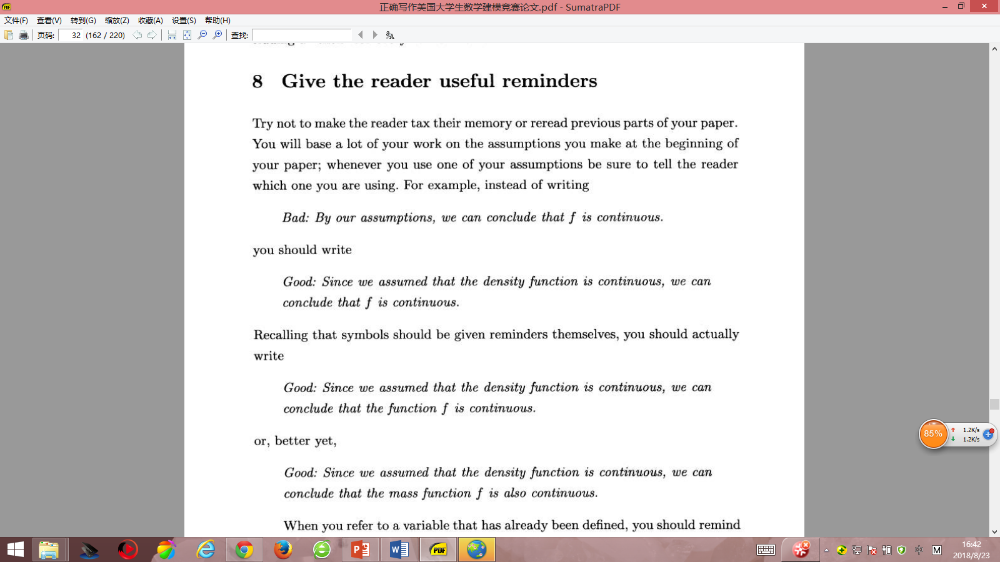 正确写作美国大学生数学建模竞赛论文.pdf - SumatraPDF
文件(F) 查看(V) 转到(G) 缩放(Z) 收藏(A) 设置(S) 帮助(H)
页码: 32 (162 / 220) 查找:
8 Give the reader useful reminders
Try not to make the reader tax their memory or reread previous parts of your paper.
You will base a lot of your work on the assumptions you make at the beginning of
your paper; whenever you use one of your assumptions be sure to tell the reader
which one you are using. For example, instead of writing
Bad: By our assumptions, we can conclude that f is continuous.
you should write
Good: Since we assumed that the density function is continuous, we can
conclude that f is continuous.
Recalling that symbols should be given reminders themselves, you should actually
write
Good: Since we assumed that the density function is continuous, we can
conclude that the function f is continuous.
or, better yet,
Good: Since we assumed that the density function is continuous, we can
conclude that the mass function f is also continuous.
When you refer to a variable that has already been defined, you should remind
85%
1.2K/s
1.2K/s
PDF
中 M
16:42
2018/8/23